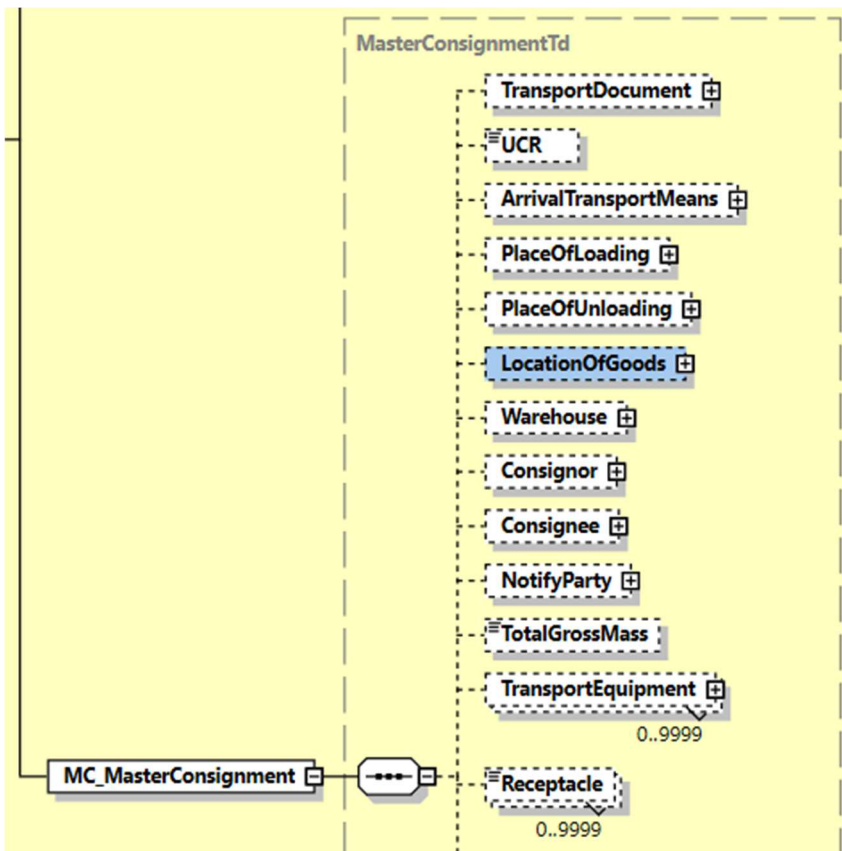 MasterConsignmentTd
TransportDocument
UCR
ArrivalTransportMeans
PlaceOfLoading
PlaceOfUnloading
LocationOfGoods
Warehouse
Consignor
Consignee
NotifyParty
TotalGrossMass
TransportEquipment
0..9999
MC_MasterConsignment
Receptacle
0..9999